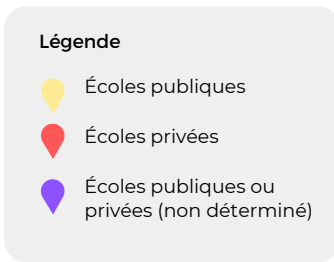 Légende
Écoles publiques
Écoles privées
Écoles publiques ou
privées (non déterminé)